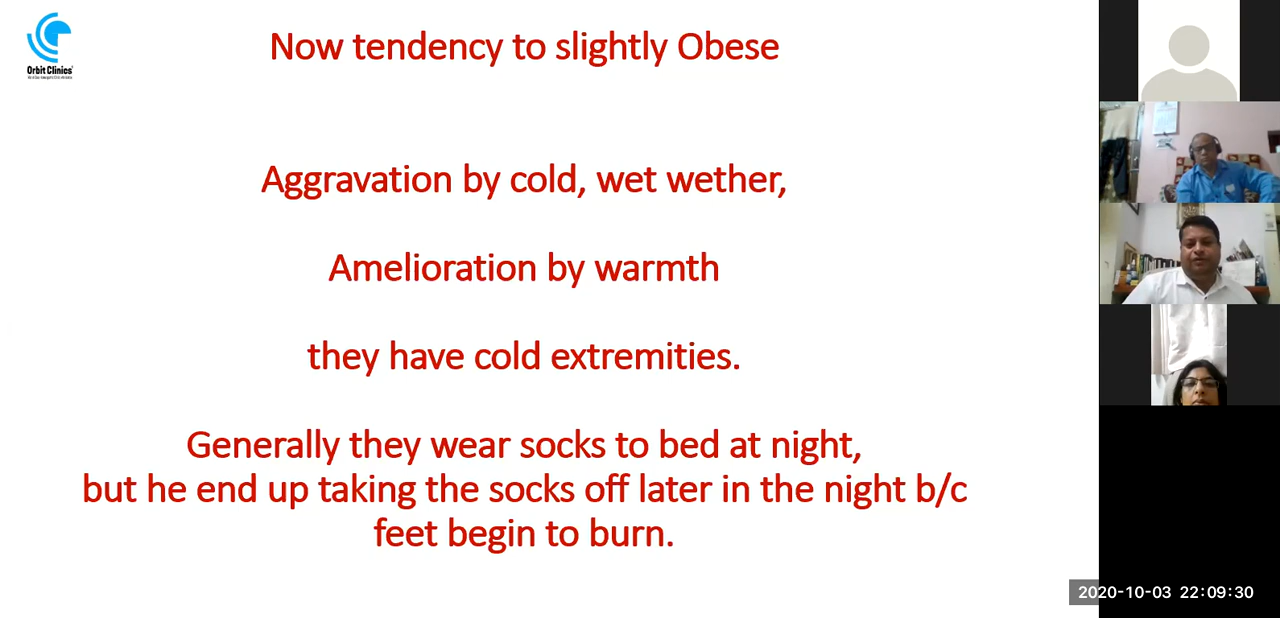 Orbit Clinics
Now tendency to slightly Obese
Aggravation by cold, wet wether,
Amelioration by warmth
they have cold extremities.
Generally they wear socks to bed at night,
but he end up taking the socks off later in the night b/c
feet begin to burn.
2020-10-03 22:09:30